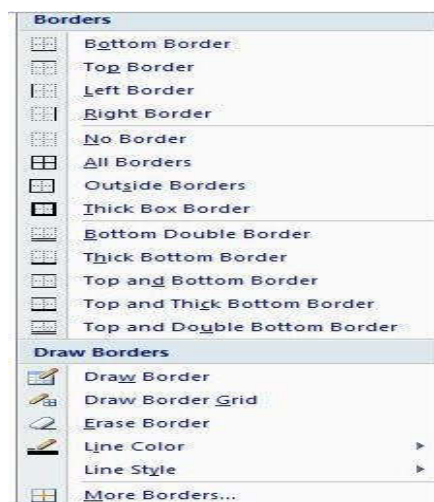 Borders
Bottom Border
Top Border
Left Border
Right Border
No Border
All Borders
Outside Borders
Thick Box Border
Bottom Double Border
Thick Bottom Border
Top and Bottom Border
Top and Thick Bottom Border
Top and Double Bottom Border
Draw Borders
Draw Border
Draw Border Grid
Erase Border
Line Color
Line Style
More Borders...